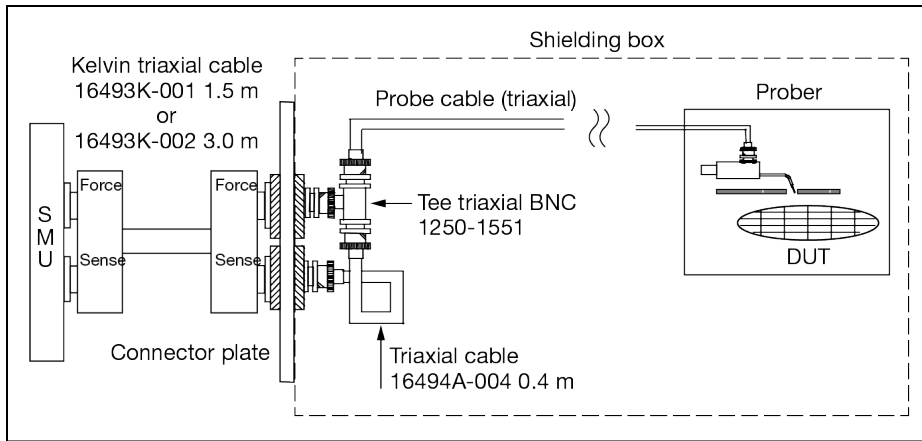 Shielding box
Kelvin triaxial cable
16493K-001 1.5 m
or
16493K-002 3.0 m
Probe cable (triaxial)
Prober
SMU
Force
Sense
Force
Sense
Tee triaxial BNC
1250-1551
DUT
Connector plate
Triaxial cable
16494A-004 0.4 m